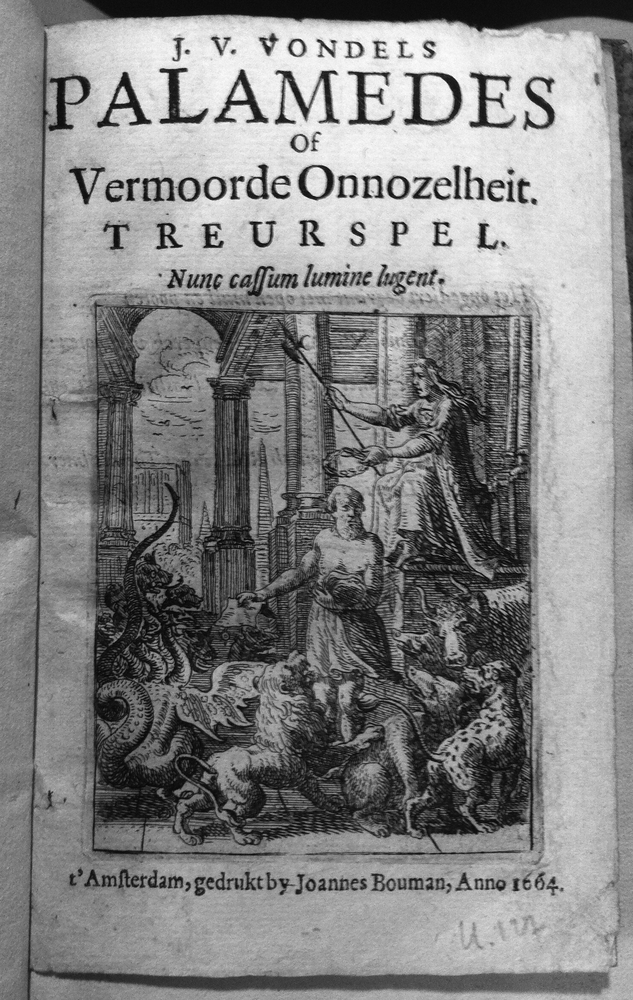 J. V. VONDELS
PALAMEDES
Of
Vermoorde Onnozelheit.
TREURSPEL.
Nunc caſſum lumine lugent.
t'Amſterdam, gedrukt by Joannes Bouman, Anno 1664.